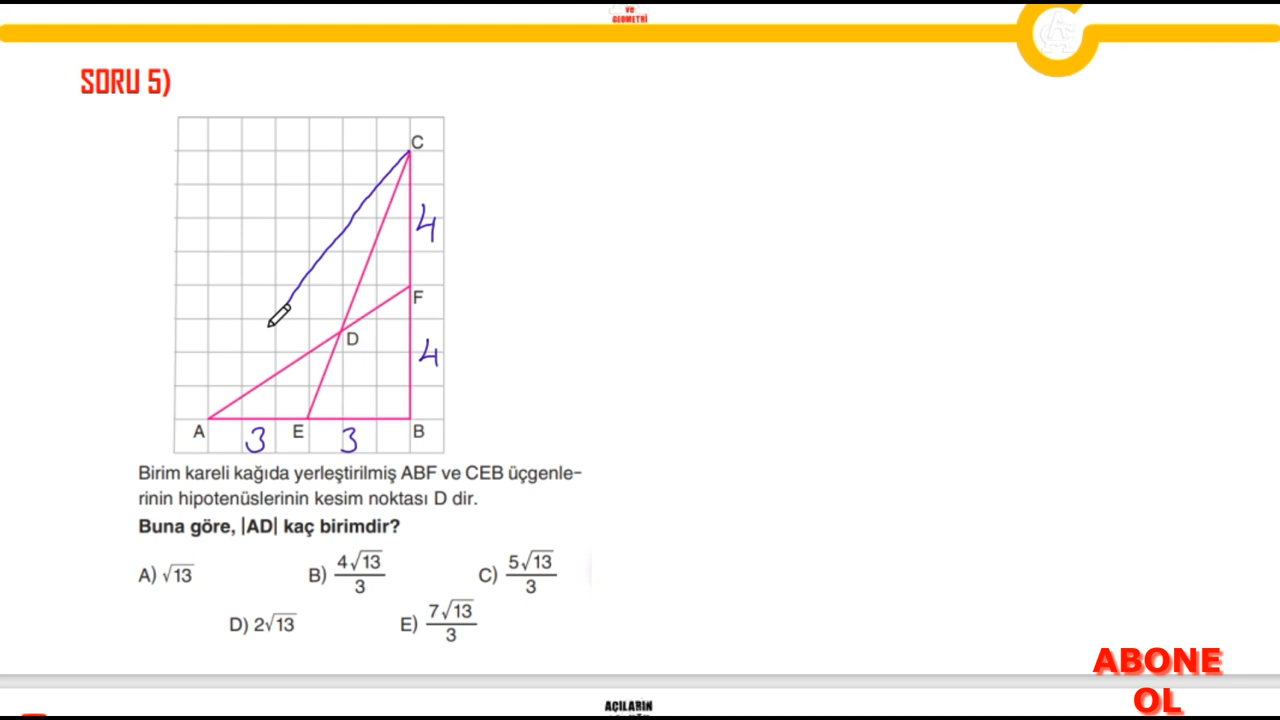 ve
GEOMETRİ
SORU 5)
C
4
F
D
4
A
3
E
3
B
Birim kareli kağıda yerleştirilmiş ABF ve CEB üçgenle-
rinin hipotenüslerinin kesim noktası D dir.
Buna göre, |AD| kaç birimdir?
A) √13 B) 4√13/3 C) 5√13/3
D) 2√13 E) 7√13/3
ABONE
OL
AÇILARIN